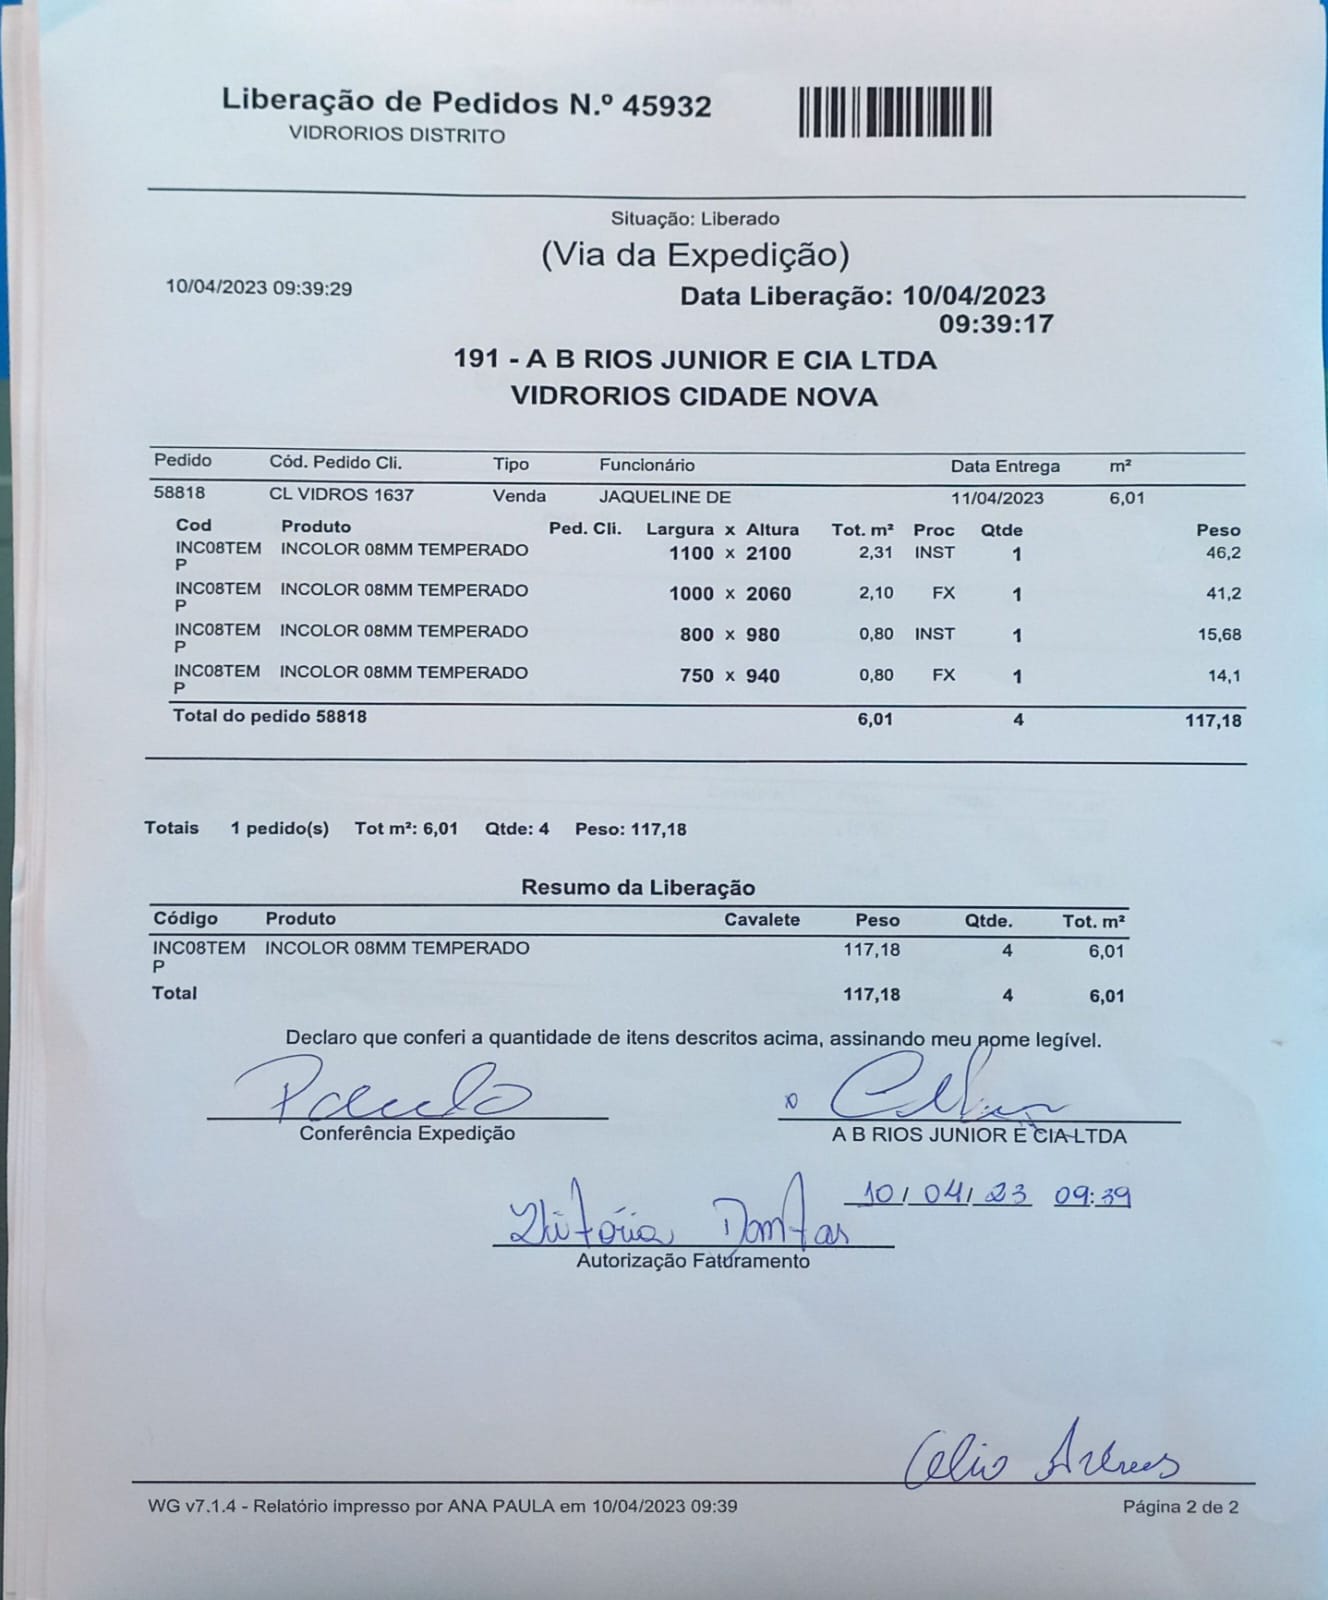 Liberação de Pedidos N.º 45932
VIDRORIOS DISTRITO
Situação: Liberado
(Via da Expedição)
10/04/2023 09:39:29
Data Liberação: 10/04/2023
09:39:17
191 - A B RIOS JUNIOR E CIA LTDA
VIDRORIOS CIDADE NOVA
Pedido Cód. Pedido Cli. Tipo Funcionário Data Entrega m²
58818 CL VIDROS 1637 Venda JAQUELINE DE 11/04/2023 6,01
Cod Produto Ped. Cli. Largura x Altura Tot. m² Proc Qtde Peso
INC08TEM INCOLOR 08MM TEMPERADO 1100 x 2100 2,31 INST 1 46,2
P
INC08TEM INCOLOR 08MM TEMPERADO 1000 x 2060 2,10 FX 1 41,2
P
INC08TEM INCOLOR 08MM TEMPERADO 800 x 980 0,80 INST 1 15,68
P
INC08TEM INCOLOR 08MM TEMPERADO 750 x 940 0,80 FX 1 14,1
P
Total do pedido 58818 6,01 4 117,18
Totais 1 pedido(s) Tot m²: 6,01 Qtde: 4 Peso: 117,18
Resumo da Liberação
Código Produto Cavalete Peso Qtde. Tot. m²
INC08TEM INCOLOR 08MM TEMPERADO 117,18 4 6,01
P
Total 117,18 4 6,01
Declaro que conferi a quantidade de itens descritos acima, assinando meu nome legível.
Paulo
Conferência Expedição A B RIOS JUNIOR E CIA LTDA
10/04/23 09:39
Vitória Dantas
Autorização Faturamento
Celio
WG v7.1.4 - Relatório impresso por ANA PAULA em 10/04/2023 09:39 Página 2 de 2